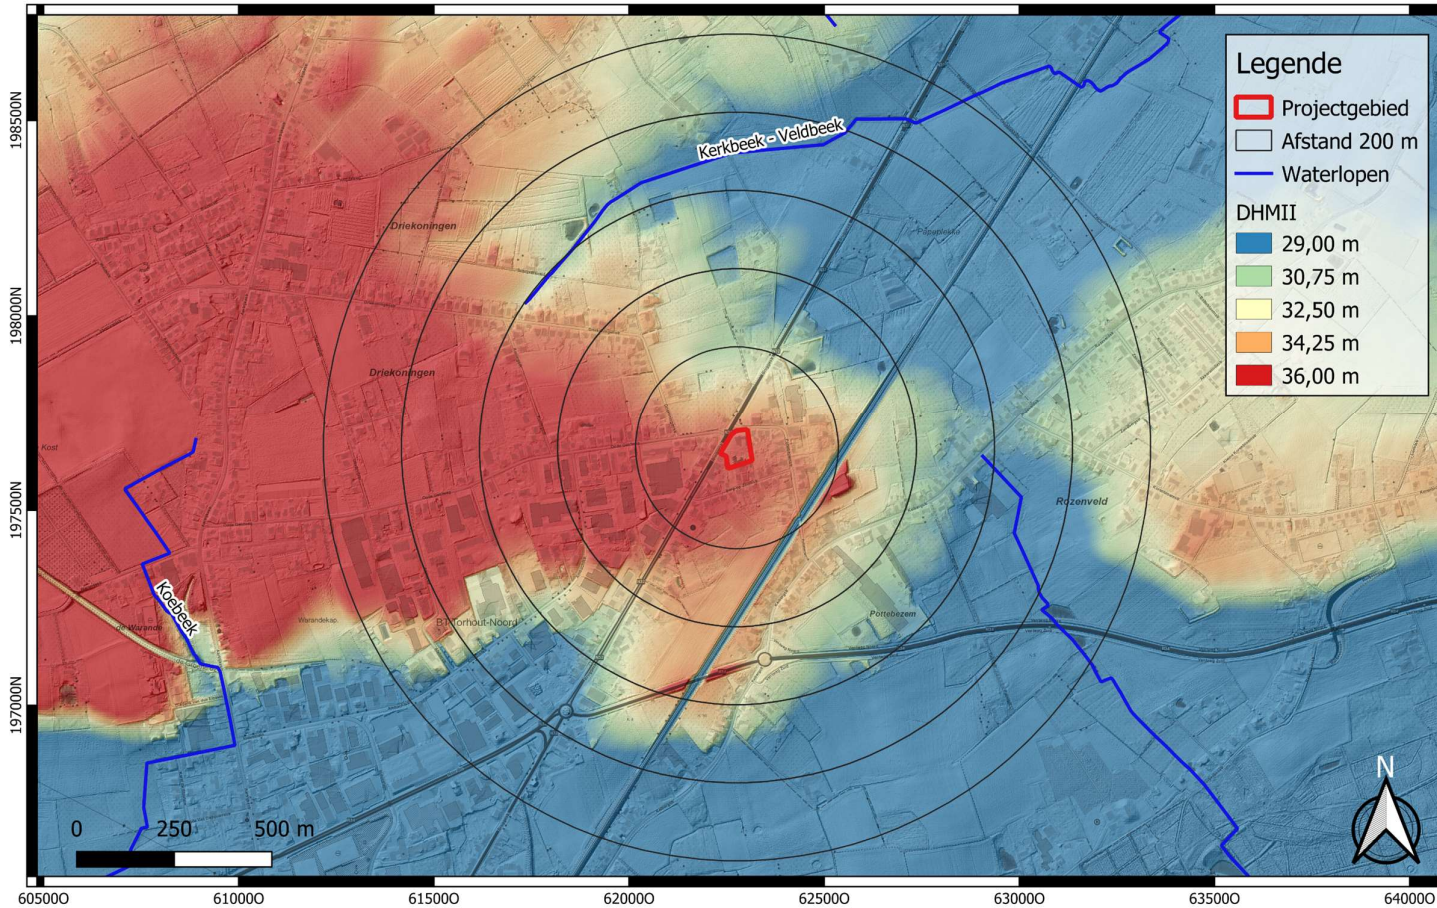 Legende
Projectgebied
Afstand 200 m
Waterlopen
DHMII
29,00 m
30,75 m
32,50 m
34,25 m
36,00 m
Kerkbeek - Veldbeek
Driekoningen
Driekoningen
Kost
Rozenveld
Koebeek
de Warande
Warandekap.
BT Torhout-Noord
Portebezem
N
0 250 500 m
198500N
198000N
197500N
197000N
605000
610000
615000
620000
625000
630000
635000
640000